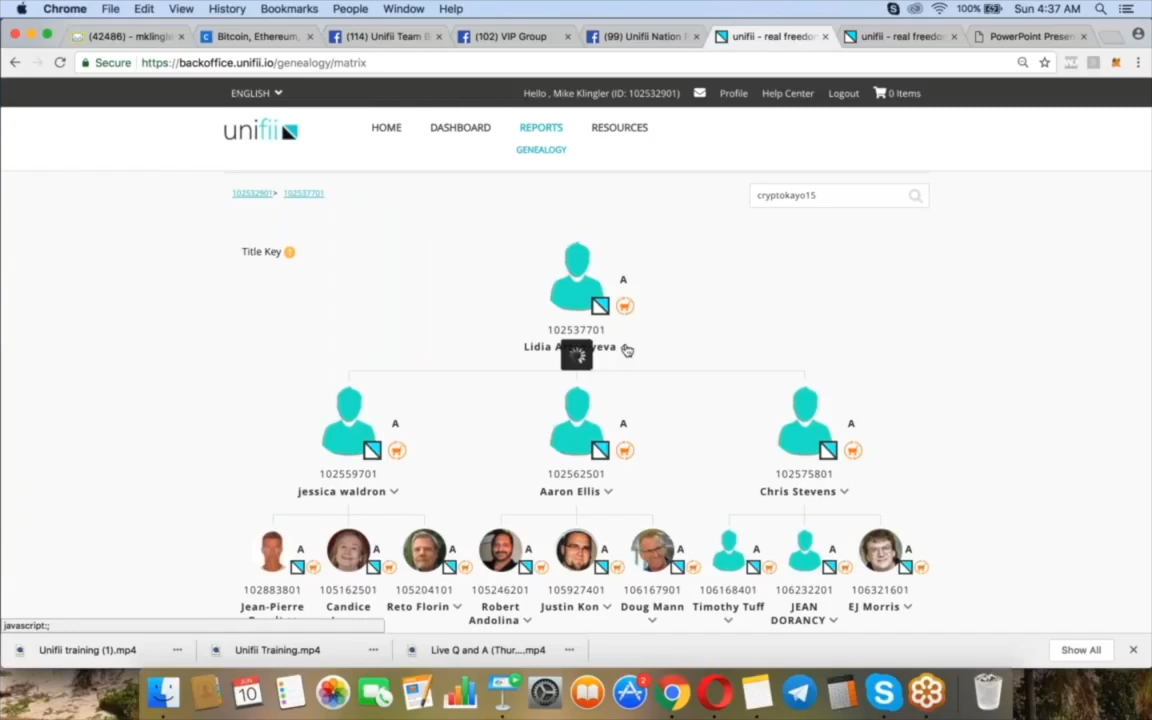 Chrome File Edit View History Bookmarks People Window Help 100% Sun 4:37 AM
(42486) - mkling
Bitcoin, Ethereum,
(114) Unifii Team B
(102) VIP Group
(99) Unifii Nation
unifii - real freedo
unifii - real freedo
PowerPoint Presen
Secure https://backoffice.unifii.io/genealogy/matrix
ENGLISH Hello , Mike Klingler (ID: 102532901) Profile Help Center Logout 0 Items
unifii HOME DASHBOARD REPORTS RESOURCES
GENEALOGY
102532901> 102537701 cryptokayo15
Title Key
A
102537701
Lidia
A A A
102559701 102562501 102575801
jessica waldron Aaron Ellis Chris Stevens
A A A A A A A A A
102883801 105162501 105204101 105246201 105927401 106167901 106168401 106232201 106321601
Jean-Pierre Candice Reto Florin Robert Justin Kon Doug Mann Timothy Tuff JEAN EJ Morris
Andolina DORANCY
javascript:;
Unifii training (1).mp4 Unifii Training.mp4 Live Q and A (Thur....mp4 Show All
10
2